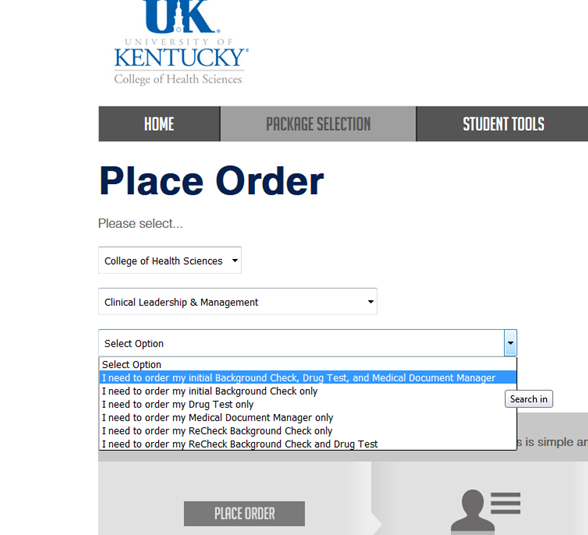 UK
UNIVERSITY OF
KENTUCKY®
College of Health Sciences
HOME PACKAGE SELECTION STUDENT TOOLS
Place Order
Please select...
College of Health Sciences
Clinical Leadership & Management
Select Option
Select Option
I need to order my initial Background Check, Drug Test, and Medical Document Manager
I need to order my initial Background Check only
I need to order my Drug Test only
I need to order my Medical Document Manager only
I need to order my ReCheck Background Check only
I need to order my ReCheck Background Check and Drug Test
Search in
is simple
PLACE ORDER